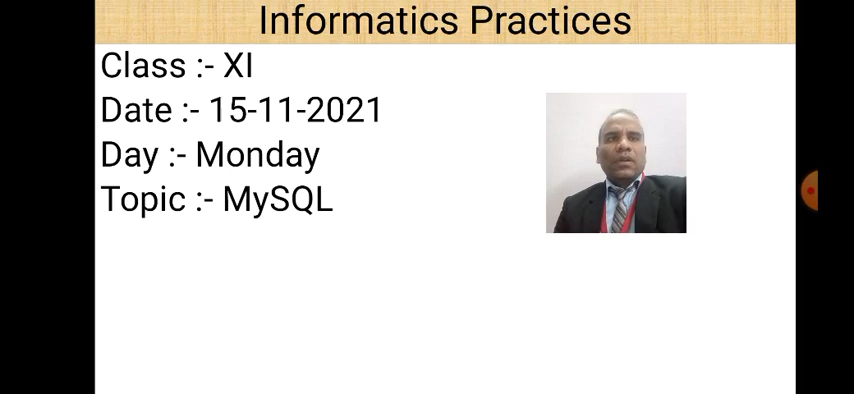 Informatics Practices
Class :- XI
Date :- 15-11-2021
Day :- Monday
Topic :- MySQL